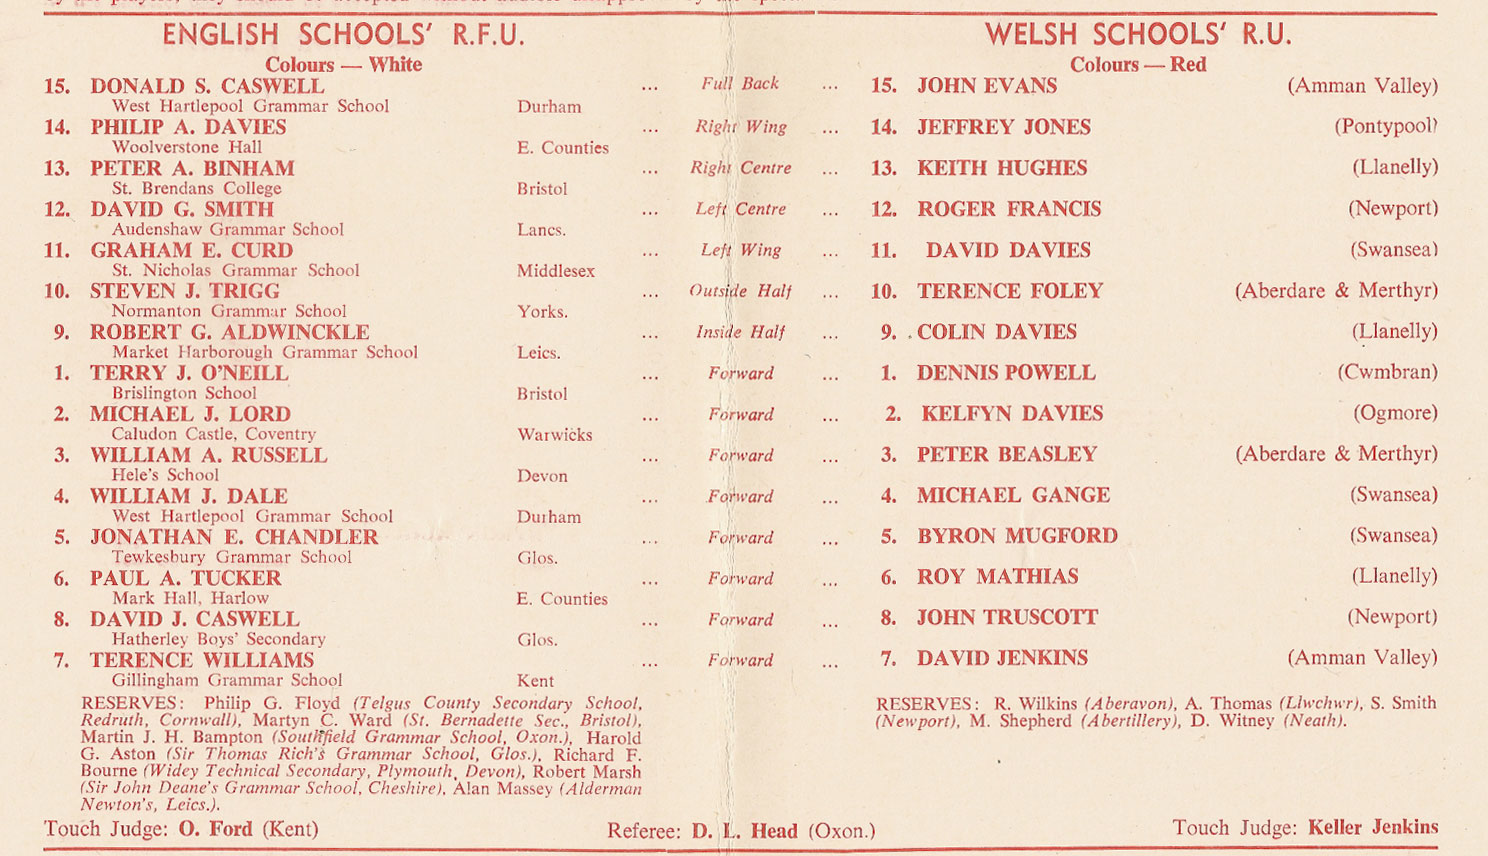 ENGLISH SCHOOLS' R.F.U.
Colours — White
WELSH SCHOOLS' R.U.
Colours — Red
15. DONALD S. CASWELL ... Full Back ... 15. JOHN EVANS (Amman Valley)
West Hartlepool Grammar School Durham
14. PHILIP A. DAVIES ... Right Wing ... 14. JEFFREY JONES (Pontypool)
Woolverstone Hall E. Counties
13. PETER A. BINHAM ... Right Centre ... 13. KEITH HUGHES (Llanelly)
St. Brendans College Bristol
12. DAVID G. SMITH ... Left Centre ... 12. ROGER FRANCIS (Newport)
Audenshaw Grammar School Lancs.
11. GRAHAM E. CURD ... Left Wing ... 11. DAVID DAVIES (Swansea)
St. Nicholas Grammar School Middlesex
10. STEVEN J. TRIGG ... Outside Half ... 10. TERENCE FOLEY (Aberdare & Merthyr)
Normanton Grammar School Yorks.
9. ROBERT G. ALDWINCKLE ... Inside Half ... 9. COLIN DAVIES (Llanelly)
Market Harborough Grammar School Leics.
1. TERRY J. O'NEILL ... Forward ... 1. DENNIS POWELL (Cwmbran)
Brislington School Bristol
2. MICHAEL J. LORD ... Forward ... 2. KELFYN DAVIES (Ogmore)
Caludon Castle, Coventry Warwicks
3. WILLIAM A. RUSSELL ... Forward ... 3. PETER BEASLEY (Aberdare & Merthyr)
Hele's School Devon
4. WILLIAM J. DALE ... Forward ... 4. MICHAEL GANGE (Swansea)
West Hartlepool Grammar School Durham
5. JONATHAN E. CHANDLER ... Forward ... 5. BYRON MUGFORD (Swansea)
Tewkesbury Grammar School Glos.
6. PAUL A. TUCKER ... Forward ... 6. ROY MATHIAS (Llanelly)
Mark Hall, Harlow E. Counties
8. DAVID J. CASWELL ... Forward ... 8. JOHN TRUSCOTT (Newport)
Hatherley Boys' Secondary Glos.
7. TERENCE WILLIAMS ... Forward ... 7. DAVID JENKINS (Amman Valley)
Gillingham Grammar School Kent
RESERVES: Philip G. Floyd (Telgus County Secondary School,
Redruth, Cornwall), Martyn C. Ward (St. Bernadette Sec., Bristol),
Martin J. H. Bampton (Southfield Grammar School, Oxon.), Harold
G. Aston (Sir Thomas Rich's Grammar School, Glos.), Richard F.
Bourne (Widey Technical Secondary, Plymouth, Devon), Robert Marsh
(Sir John Deane's Grammar School, Cheshire), Alan Massey (Alderman
Newton's, Leics.).
RESERVES: R. Wilkins (Aberavon), A. Thomas (Llwchwr), S. Smith
(Newport), M. Shepherd (Abertillery), D. Witney (Neath).
Touch Judge: O. Ford (Kent) Referee: D. L. Head (Oxon.) Touch Judge: Keller Jenkins